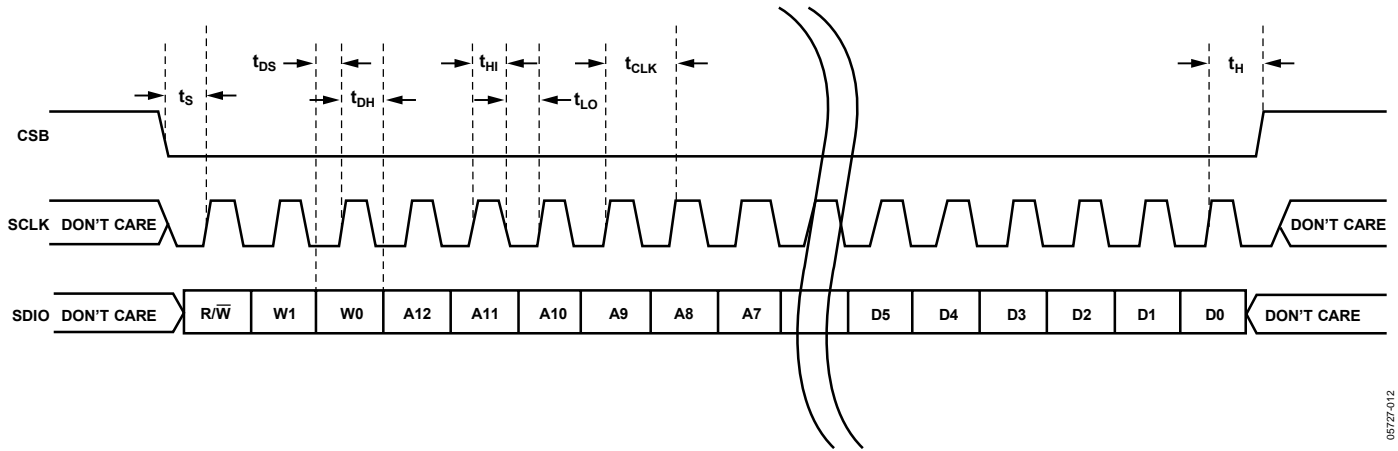 tDS
tHI
tCLK
tH
tS
tDH
tLO
CSB
SCLK DON'T CARE
DON'T CARE
SDIO DON'T CARE R/W̅ W1 W0 A12 A11 A10 A9 A8 A7 D5 D4 D3 D2 D1 D0 DON'T CARE
05727-012